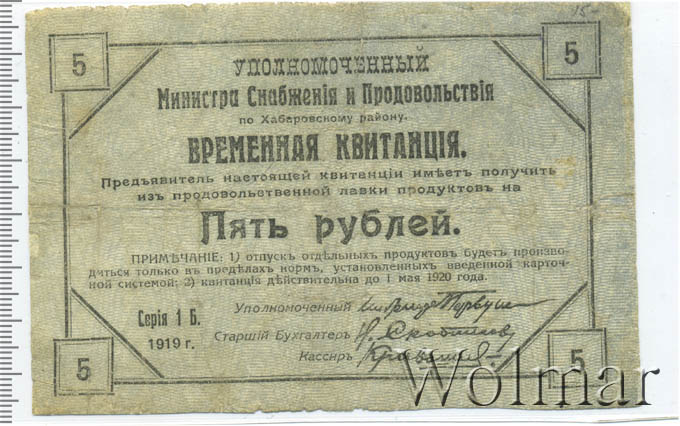 15-
5 5
УПОЛНОМОЧЕННЫЙ
Министра Снабженія и Продовольствія
по Хабаровскому району.
ВРЕМЕННАЯ КВИТАНЦІЯ.
Предъявитель настоящей квитанціи имѣетъ получить
изъ продовольственной лавки продуктовъ на
Пять рублей.
ПРИМѢЧАНІЕ: 1) отпускъ отдѣльныхъ продуктовъ будетъ произво-
диться только въ предѣлахъ нормъ, установленныхъ введенной карточ-
ной системой; 2) квитанція дѣйствительна до 1 мая 1920 года.
Уполномоченный
Серія 1 Б.
Старшій Бухгалтеръ
1919 г.
Кассиръ
5 5
Wolmar